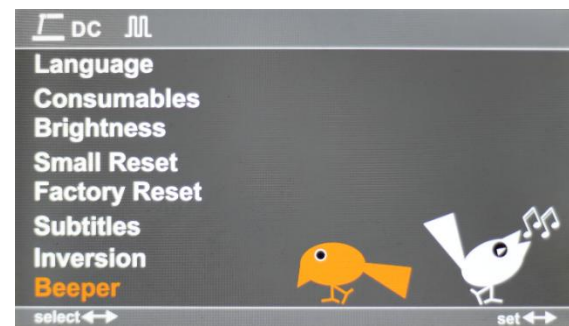 DC
Language
Consumables
Brightness
Small Reset
Factory Reset
Subtitles
Inversion
Beeper
select
set